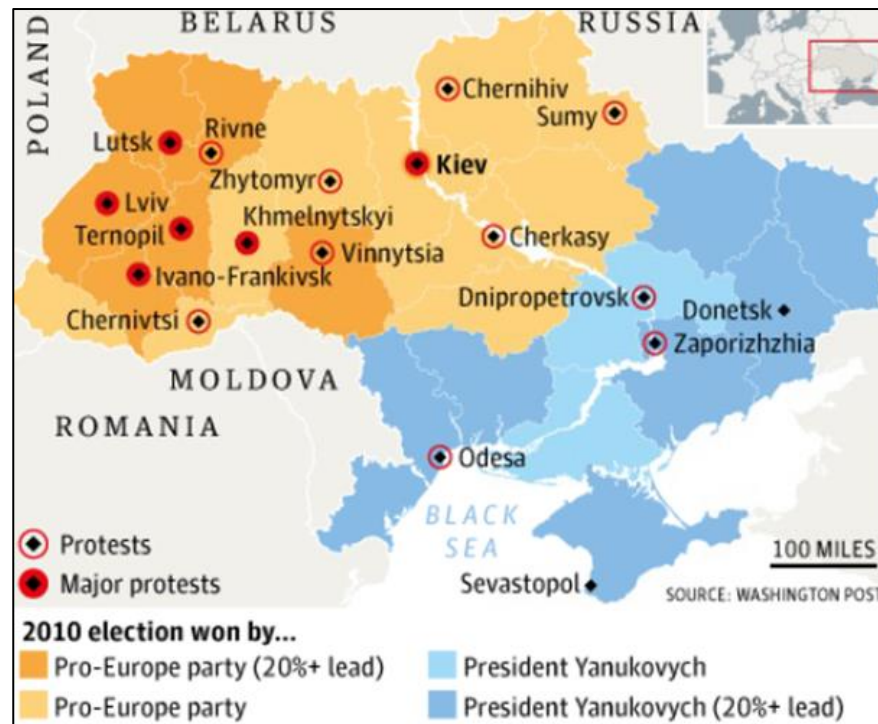 BELARUS
RUSSIA
POLAND
Chernihiv
Sumy
Lutsk
Rivne
Kiev
Zhytomyr
Lviv
Khmelnytskyi
Ternopil
Cherkasy
Vinnytsia
Ivano-Frankivsk
Dnipropetrovsk
Donetsk
Chernivtsi
Zaporizhzhia
MOLDOVA
ROMANIA
Odesa
BLACK
SEA
Protests
100 MILES
Major protests
Sevastopol
SOURCE: WASHINGTON POST
2010 election won by...
Pro-Europe party (20%+ lead)
President Yanukovych
Pro-Europe party
President Yanukovych (20%+ lead)